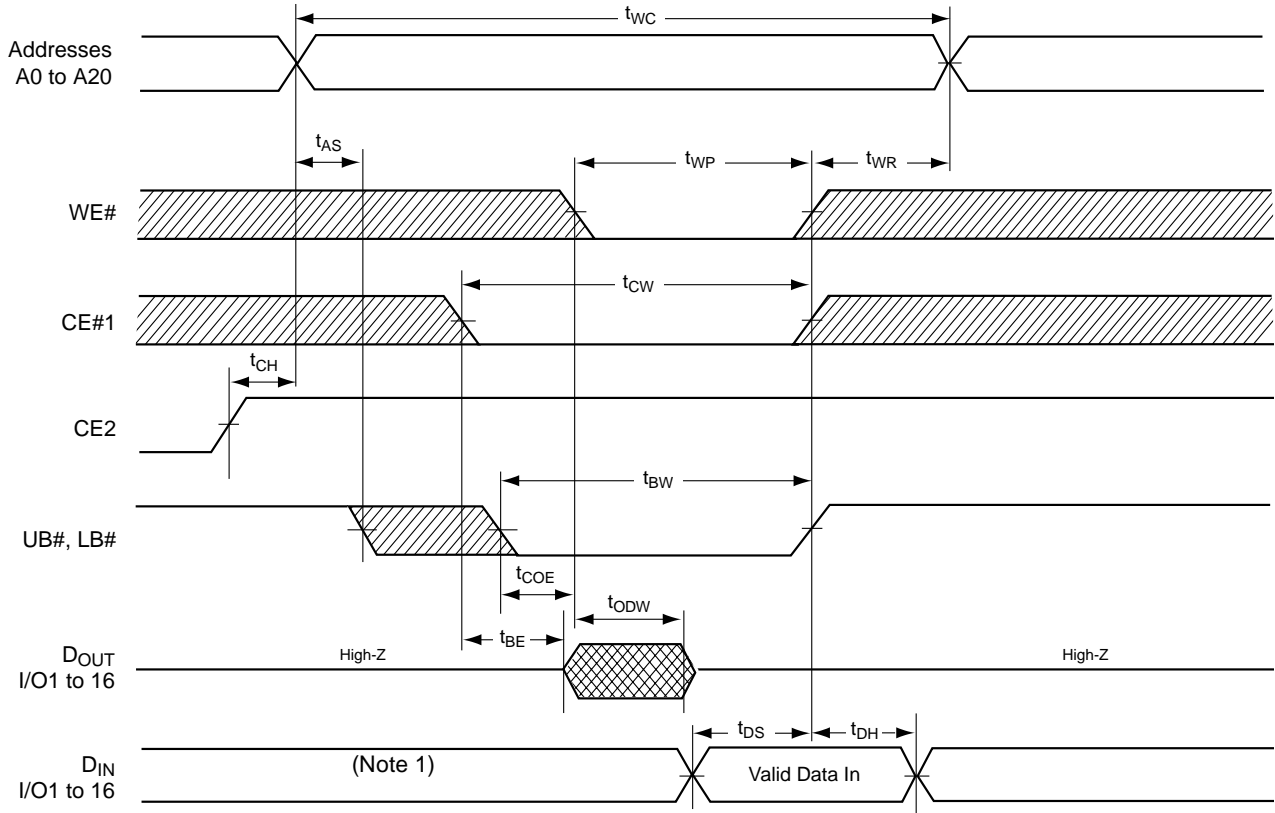 tWC
Addresses
A0 to A20
tAS
tWP
tWR
WE#
tCW
CE#1
tCH
CE2
tBW
UB#, LB#
tCOE
tODW
tBE
DOUT
I/O1 to 16
High-Z
High-Z
tDS
tDH
DIN
I/O1 to 16
(Note 1)
Valid Data In